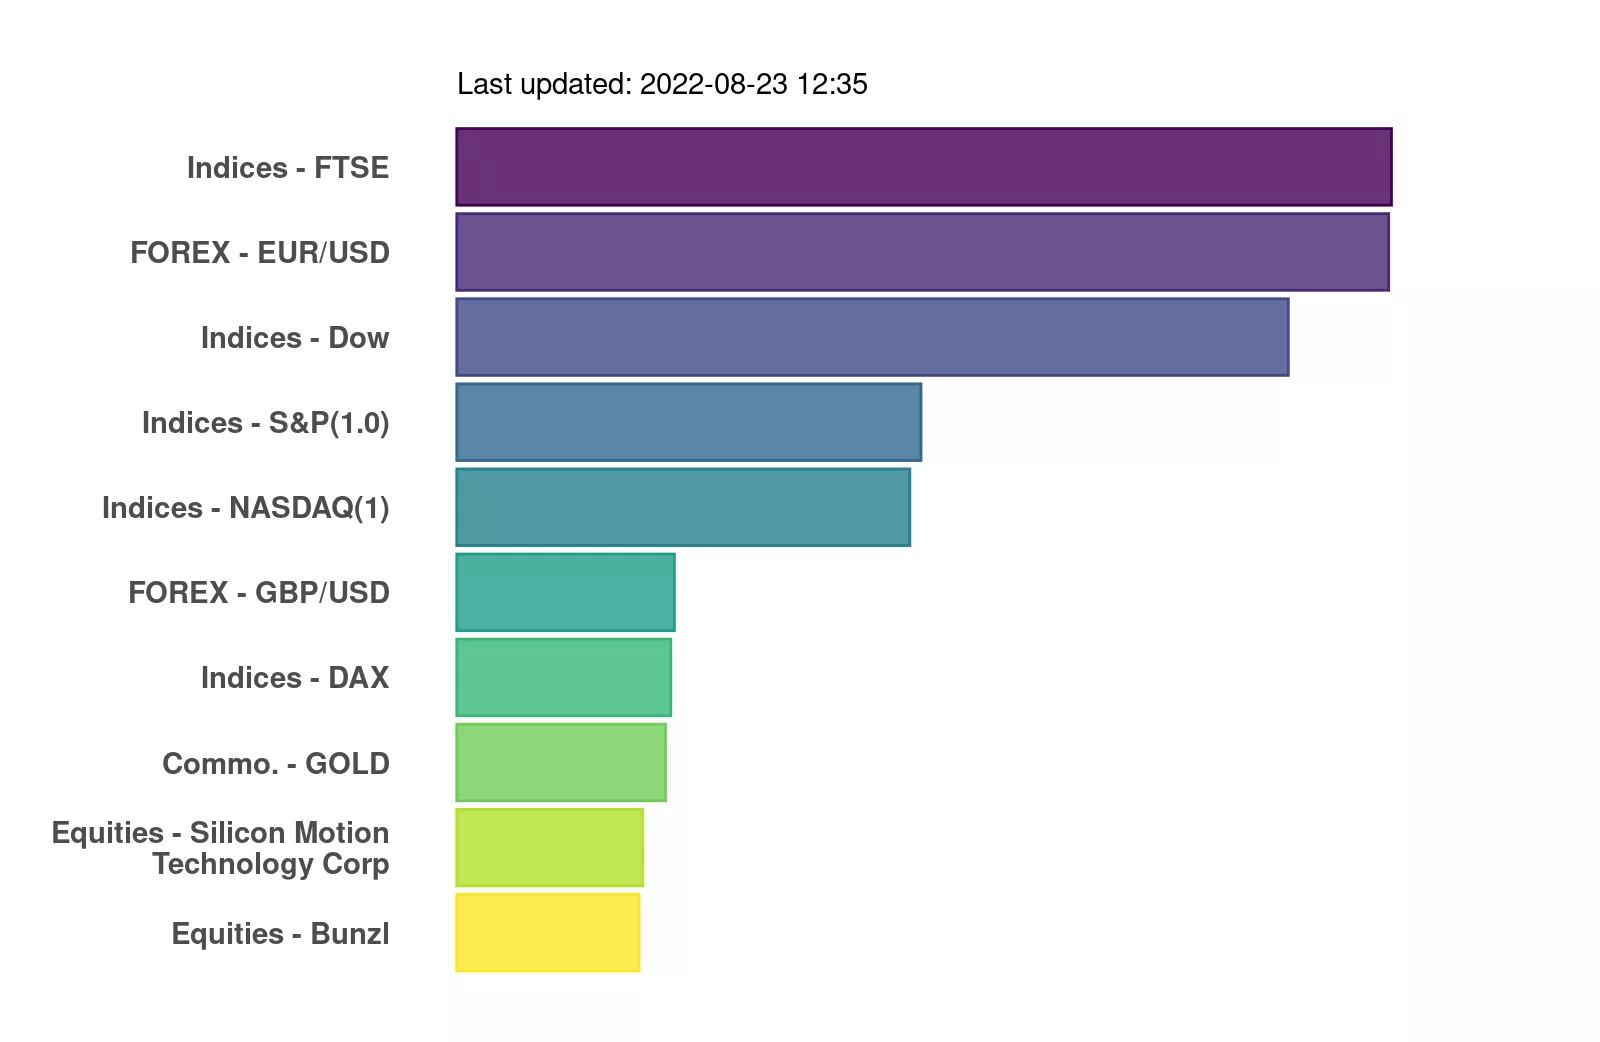 Last updated: 2022-08-23 12:35
Indices - FTSE
FOREX - EUR/USD
Indices - Dow
Indices - S&P(1.0)
Indices - NASDAQ(1)
FOREX - GBP/USD
Indices - DAX
Commo. - GOLD
Equities - Silicon Motion
Technology Corp
Equities - Bunzl